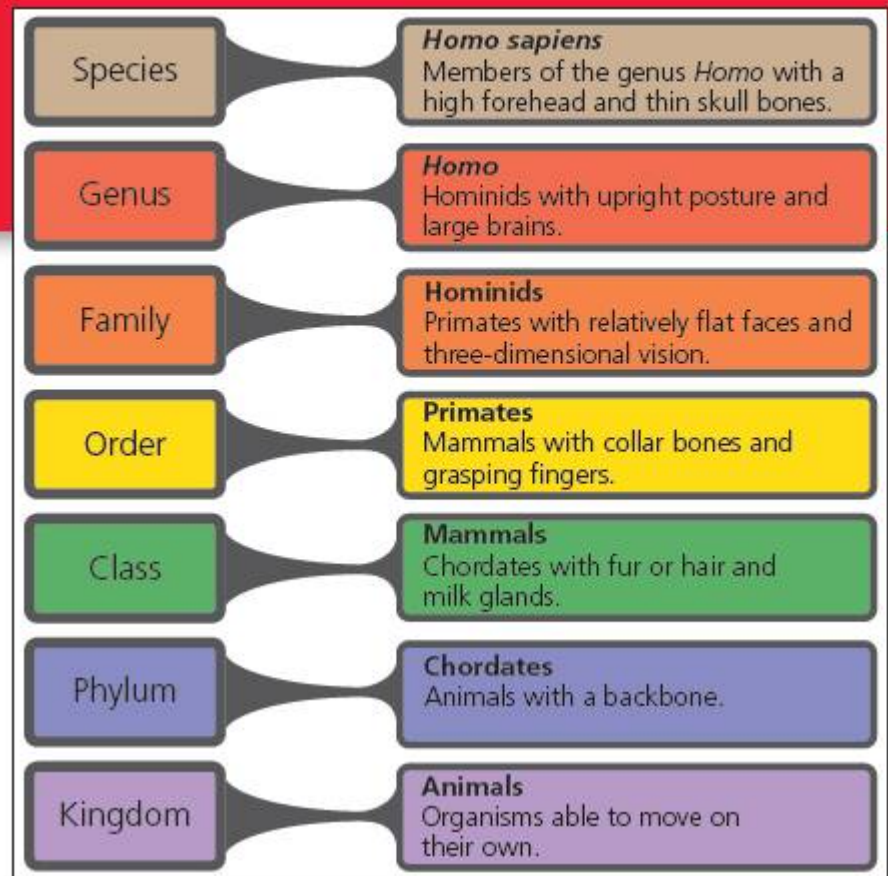 Species
Homo sapiens
Members of the genus Homo with a
high forehead and thin skull bones.
Genus
Homo
Hominids with upright posture and
large brains.
Family
Hominids
Primates with relatively flat faces and
three-dimensional vision.
Order
Primates
Mammals with collar bones and
grasping fingers.
Class
Mammals
Chordates with fur or hair and
milk glands.
Phylum
Chordates
Animals with a backbone.
Kingdom
Animals
Organisms able to move on
their own.